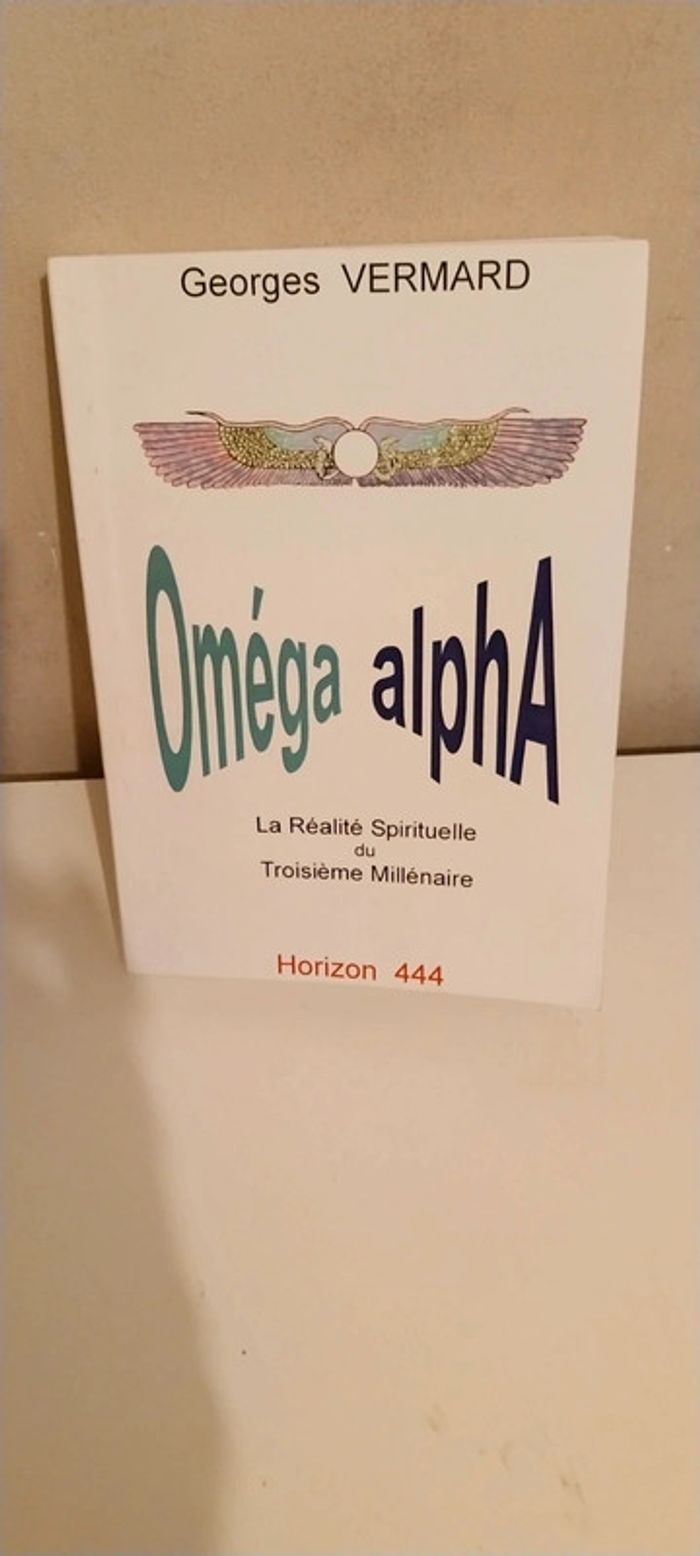 Georges VERMARD
Oméga alphA
La Réalité Spirituelle
du
Troisième Millénaire
Horizon 444